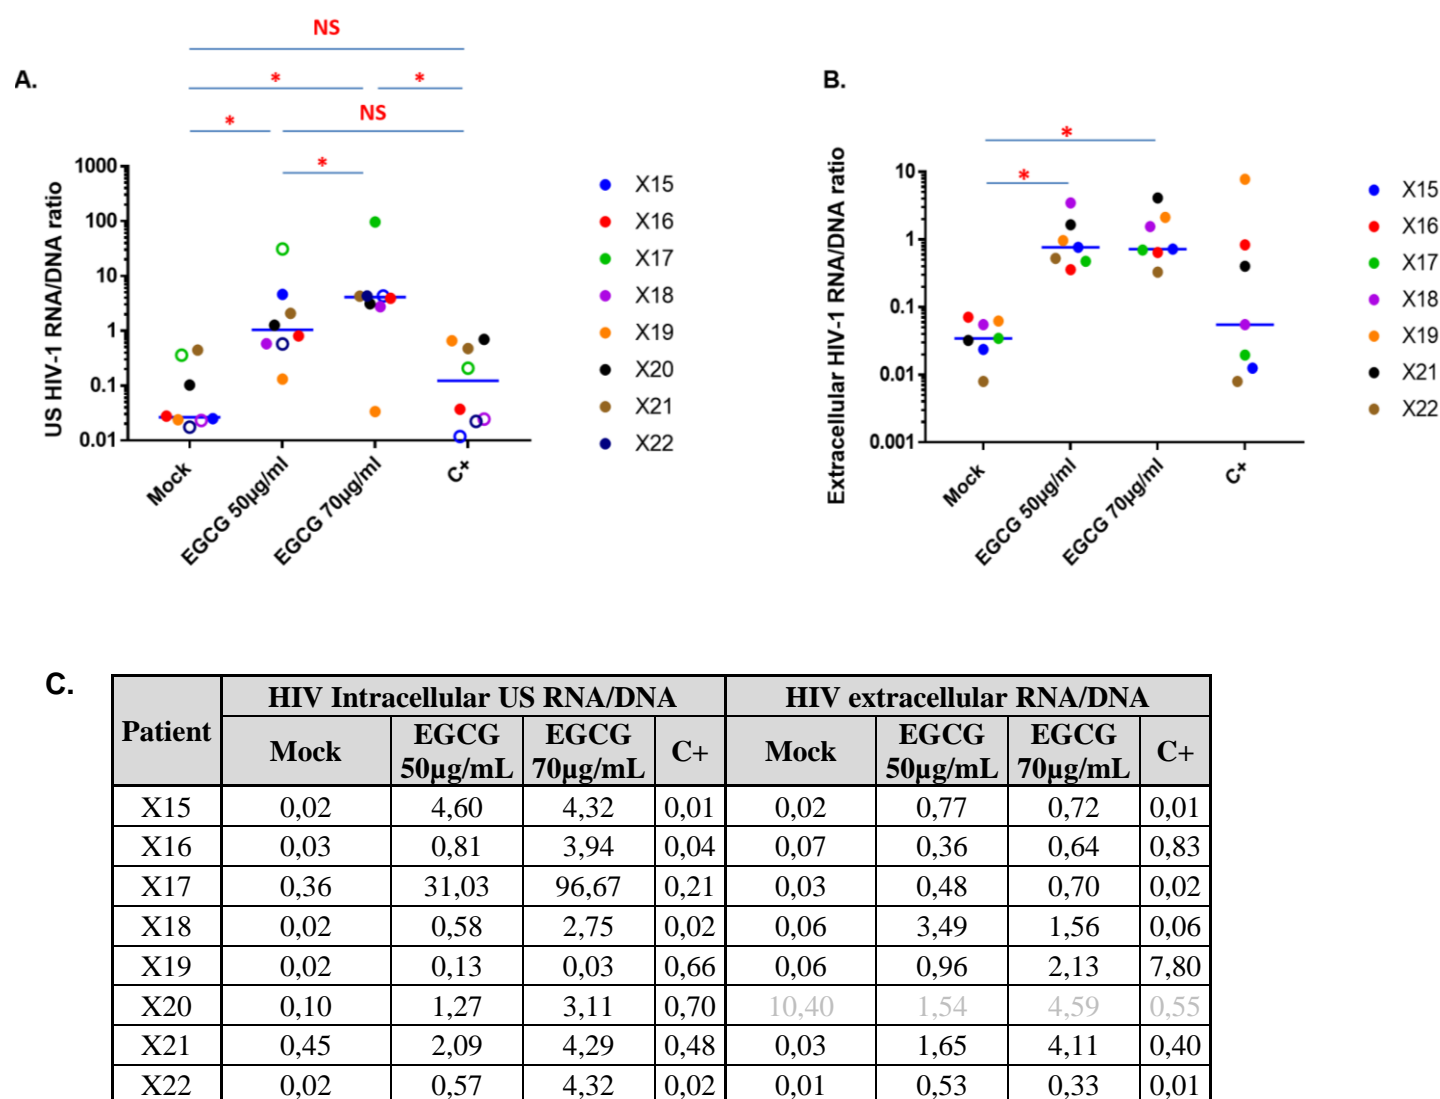 NS
A.
*
*
NS
*
*
US HIV-1 RNA/DNA ratio
1000
100
10
1
0.1
0.01
Mock
EGCG 50µg/ml
EGCG 70µg/ml
C+
X15
X16
X17
X18
X19
X20
X21
X22
B.
*
*
Extracellular HIV-1 RNA/DNA ratio
10
1
0.1
0.01
0.001
Mock
EGCG 50µg/ml
EGCG 70µg/ml
C+
X15
X16
X17
X18
X19
X21
X22
C.
Patient HIV Intracellular US RNA/DNA HIV extracellular RNA/DNA
Mock EGCG 50µg/mL EGCG 70µg/mL C+ Mock EGCG 50µg/mL EGCG 70µg/mL C+
X15 0,02 4,60 4,32 0,01 0,02 0,77 0,72 0,01
X16 0,03 0,81 3,94 0,04 0,07 0,36 0,64 0,83
X17 0,36 31,03 96,67 0,21 0,03 0,48 0,70 0,02
X18 0,02 0,58 2,75 0,02 0,06 3,49 1,56 0,06
X19 0,02 0,13 0,03 0,66 0,06 0,96 2,13 7,80
X20 0,10 1,27 3,11 0,70 10,40 1,54 4,59 0,55
X21 0,45 2,09 4,29 0,48 0,03 1,65 4,11 0,40
X22 0,02 0,57 4,32 0,02 0,01 0,53 0,33 0,01